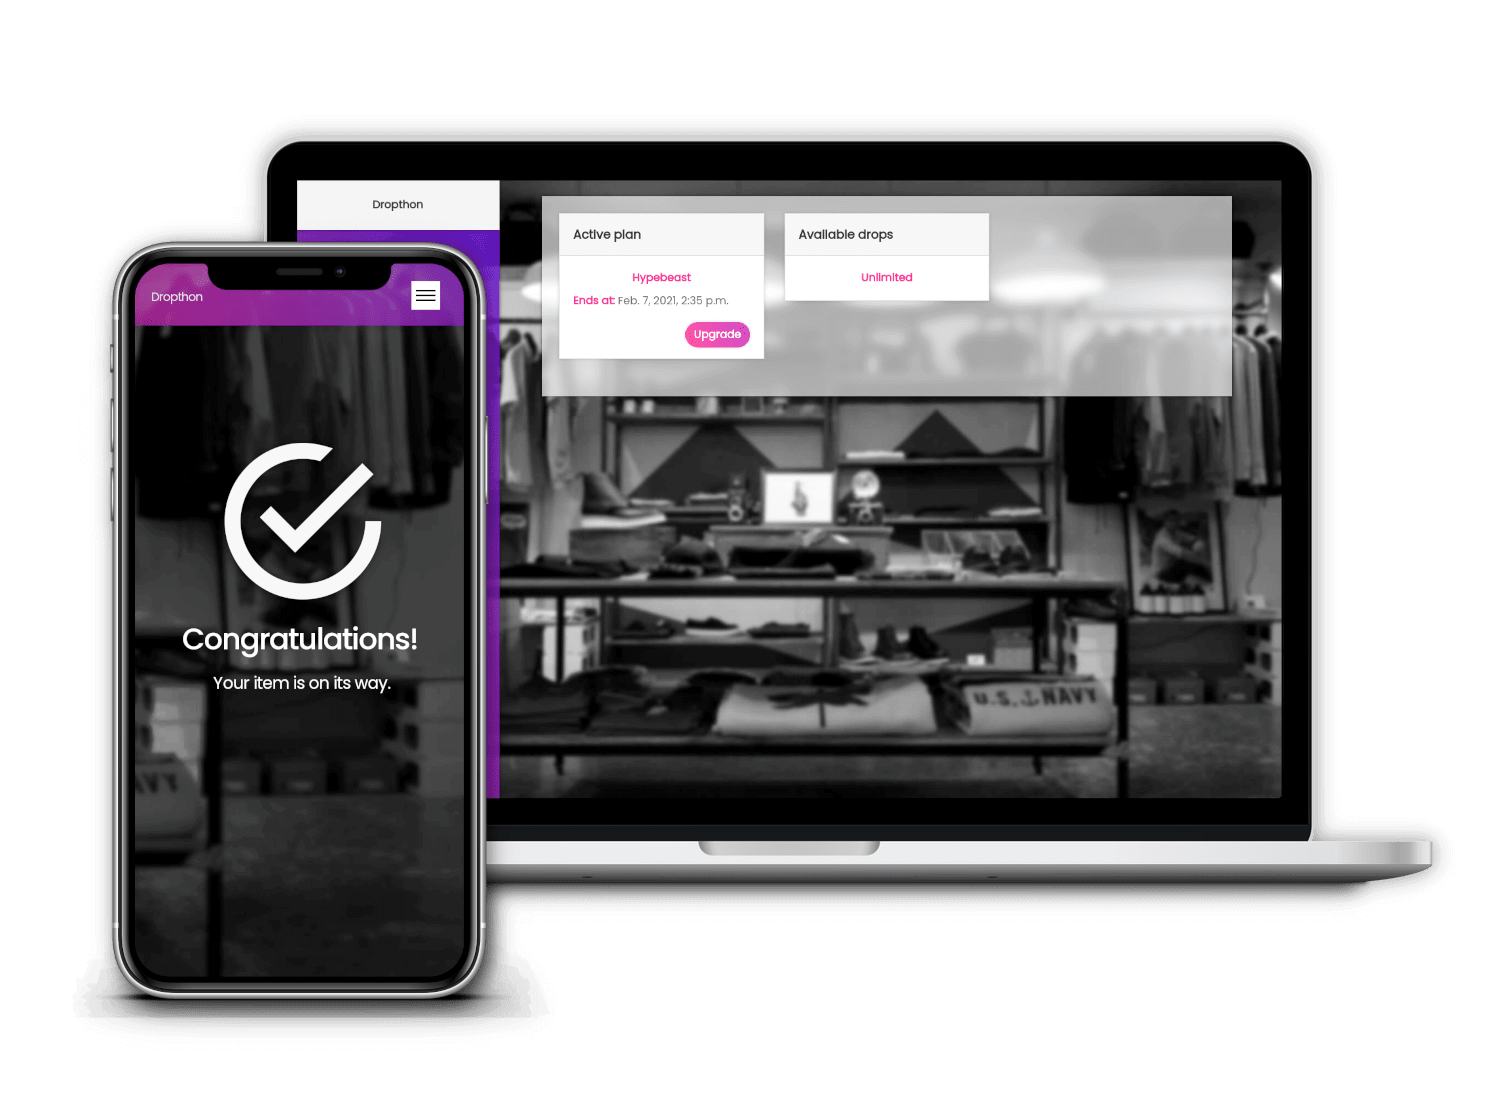 Dropthon
Active plan
Hypebeast
Ends at: Feb. 7, 2021, 2:35 p.m.
Upgrade
Available drops
Unlimited
U.S. NAVY
Dropthon
Congratulations!
Your item is on its way.
AVY